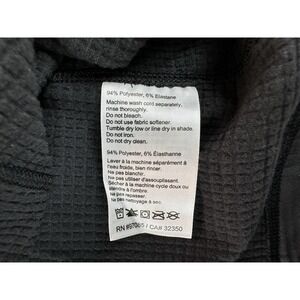 94% Polyester, 6% Elastane
Machine wash cold separately,
rinse thoroughly.
Do not bleach.
Do not use fabric softener.
Tumble dry low or line dry in shade.
Do not iron.
Do not dry clean.
94% Polyester, 6% Élasthanne
Laver à la machine séparément à
l'eau froide, bien rincer.
Ne pas blanchir.
Ne pas utiliser d'assouplissant.
Sécher à la machine cycle doux ou
à l'ombre.
Ne pas repasser.
Ne pas nettoyage à sec.
/ CA# 32350